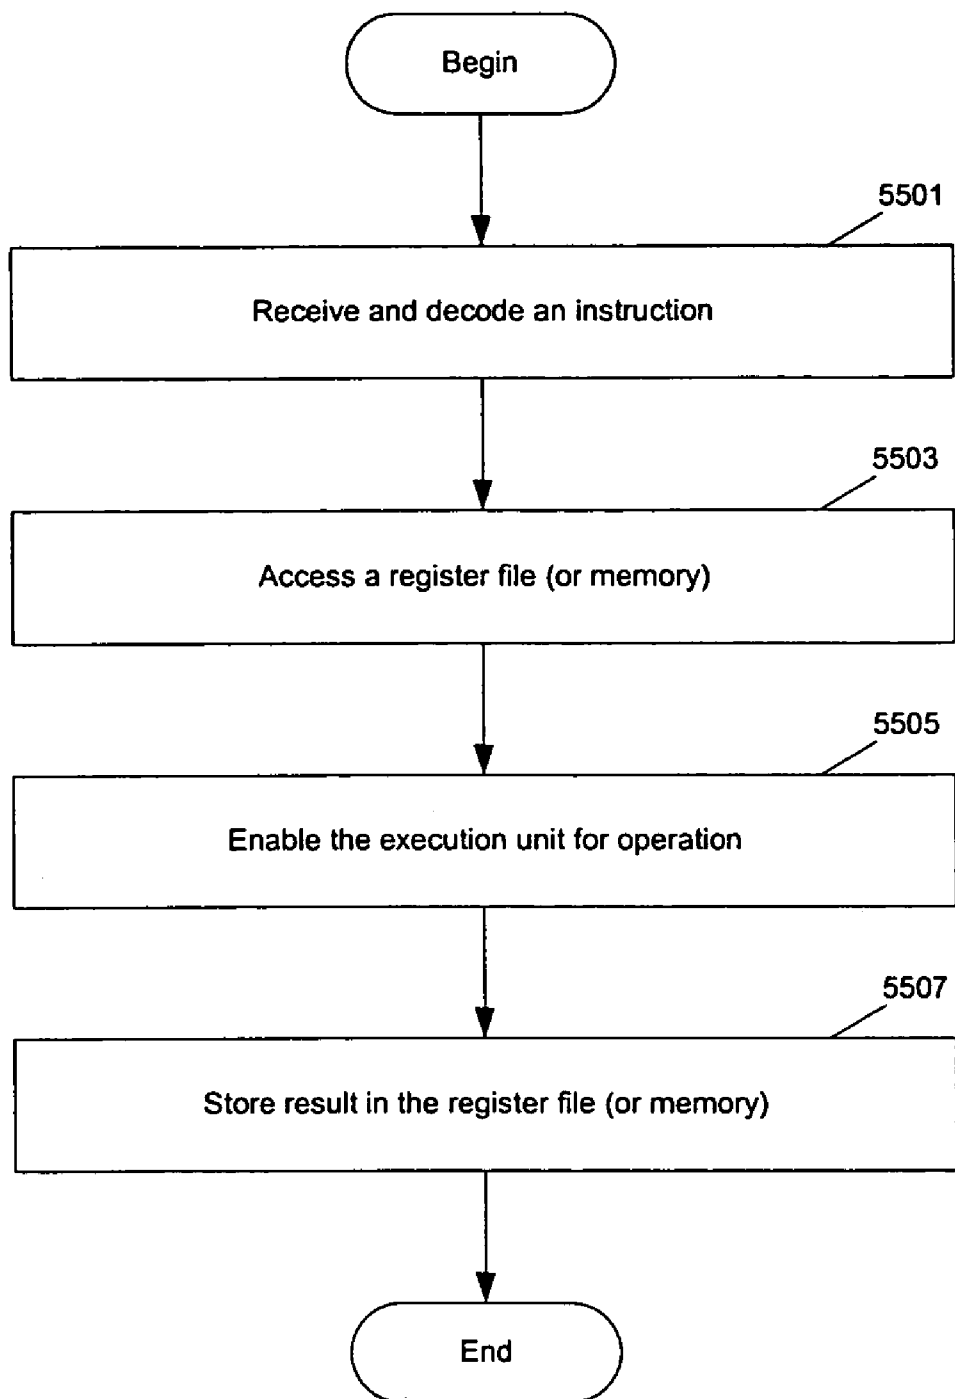 Begin
5501
Receive and decode an instruction
5503
Access a register file (or memory)
5505
Enable the execution unit for operation
5507
Store result in the register file (or memory)
End